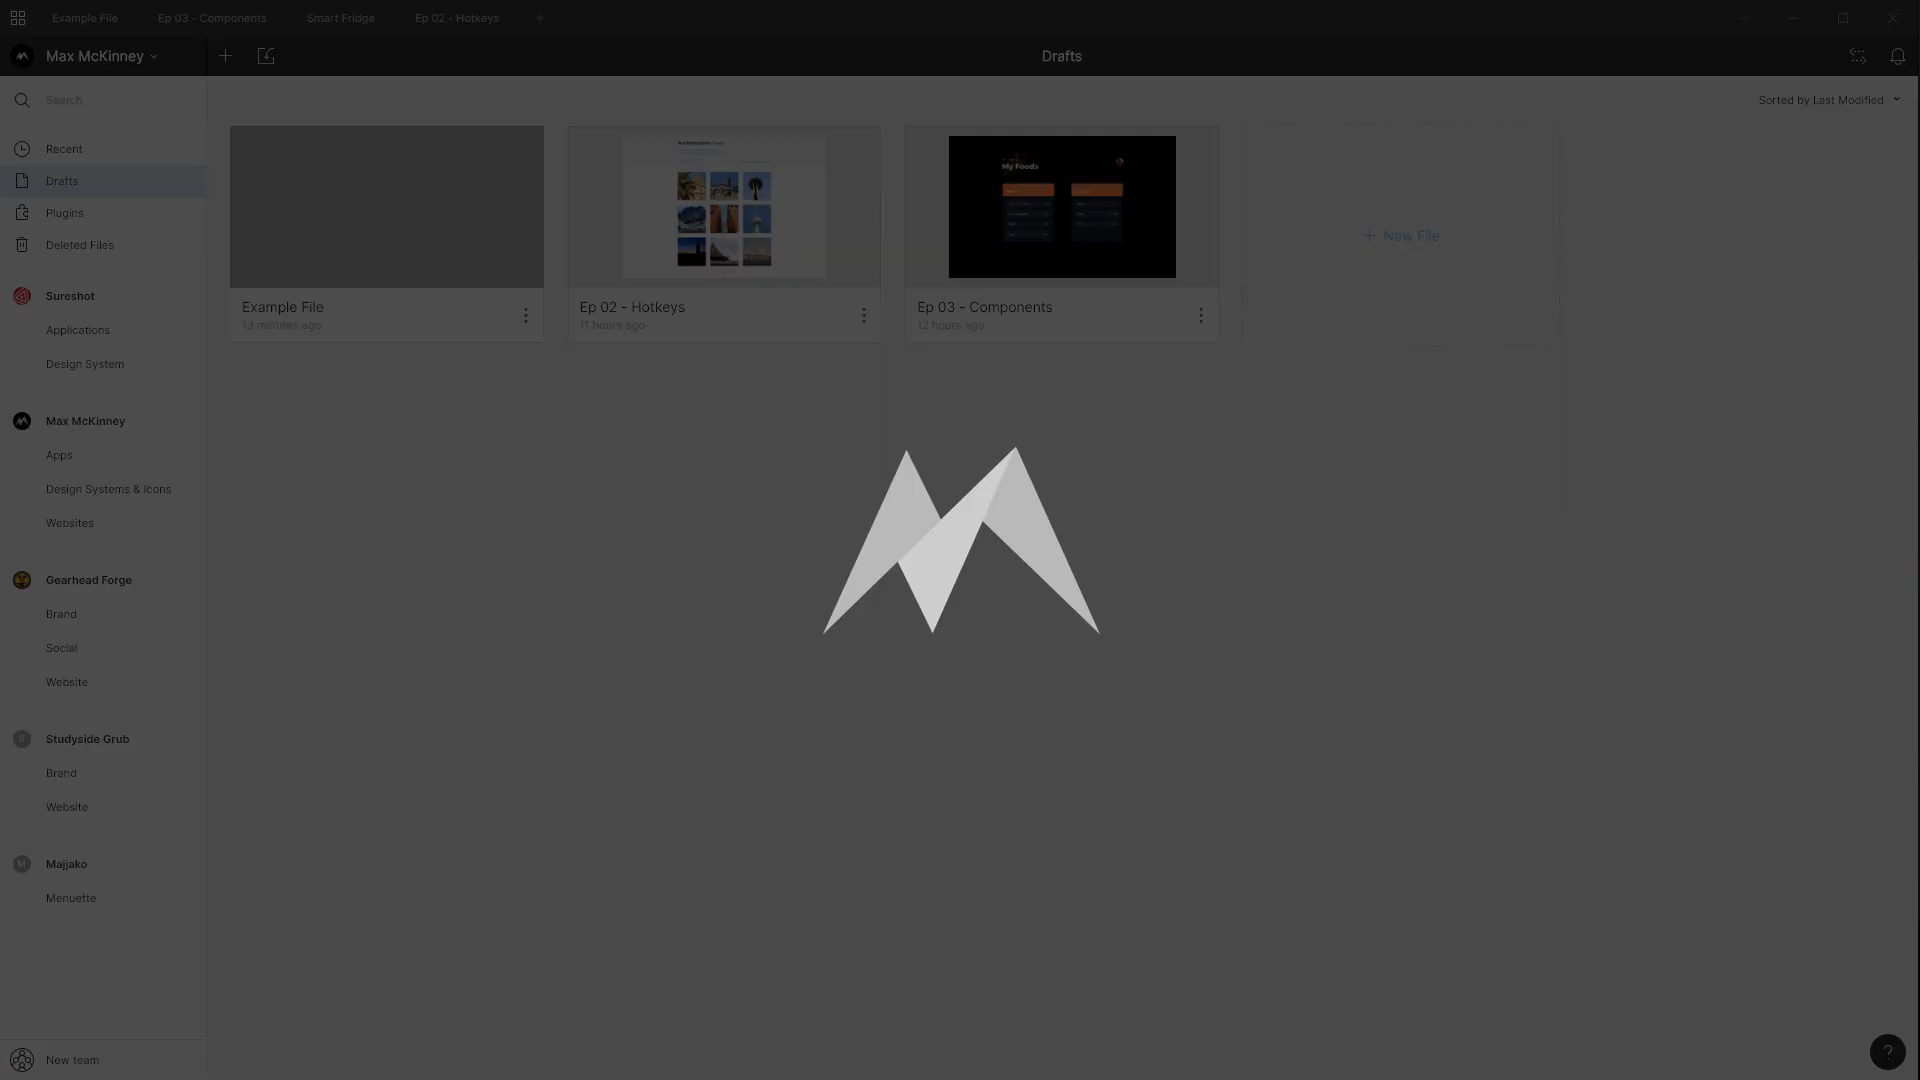 Example File
Ep 03 - Components
Smart Fridge
Ep 02 - Hotkeys
Max McKinney
Drafts
Search
Sorted by Last Modified
Recent
Drafts
Plugins
Deleted Files
Sureshot
Applications
Design System
Max McKinney
Apps
Design Systems & Icons
Websites
Gearhead Forge
Brand
Social
Website
Studyside Grub
Brand
Website
Majjako
Menuette
New team
My Foods
+ New File
Example File
13 minutes ago
Ep 02 - Hotkeys
11 hours ago
Ep 03 - Components
12 hours ago
S
M
?